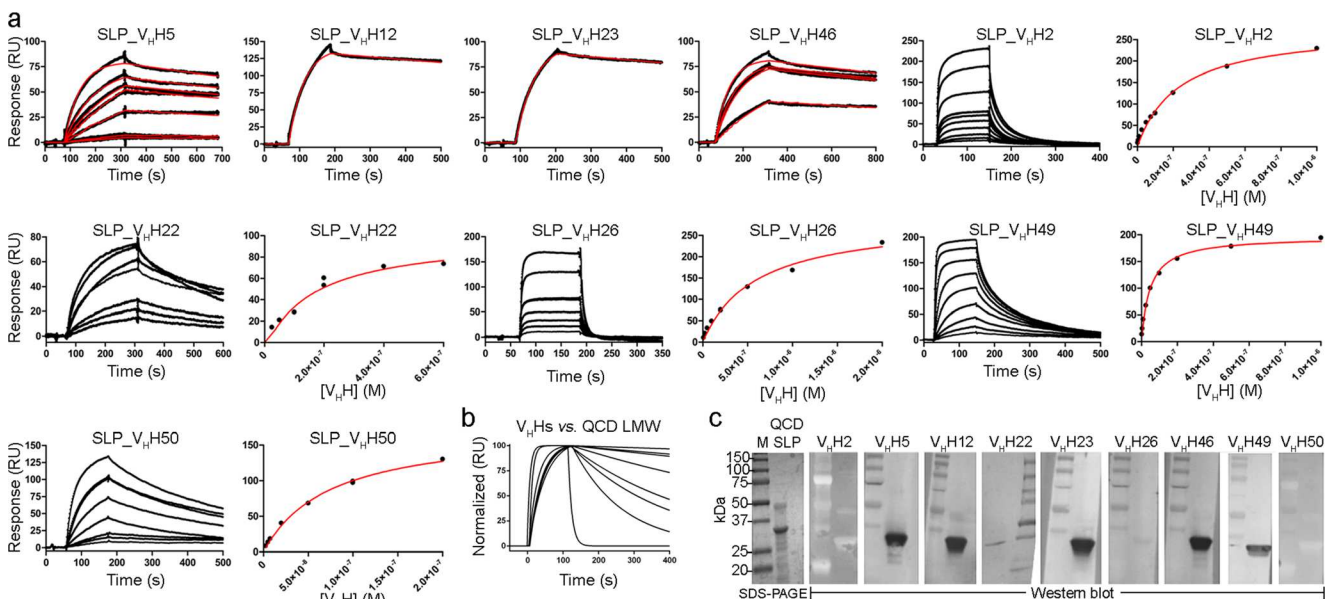 a
SLP_VHH5 SLP_VHH12 SLP_VHH23 SLP_VHH46 SLP_VHH2 SLP_VHH2
Response (RU)
100 75 50 25 0
150 125 100 75 50 25 0
125 100 75 50 25 0
100 75 50 25 0
250 200 150 100 50 0
250 200 150 100 50 0
0 100 200 300 400 500 600 700
0 100 200 300 400 500
0 100 200 300 400 500
0 200 400 600 800
0 100 200 300 400
0 2.0×10-7 4.0×10-7 6.0×10-7 8.0×10-7 1.0×10-6
Time (s) Time (s) Time (s) Time (s) Time (s) [VHH] (M)
SLP_VHH22 SLP_VHH22 SLP_VHH26 SLP_VHH26 SLP_VHH49 SLP_VHH49
Response (RU)
80 60 40 20 0
100 80 60 40 20 0
200 150 100 50 0
250 200 150 100 50 0
200 150 100 50 0
250 200 150 100 50 0
0 100 200 300 400 500 600
0 2.0×10-7 4.0×10-7 6.0×10-7
0 50 100 150 200 250 300 350
0 5.0×10-7 1.0×10-6 1.5×10-6 2.0×10-6
0 100 200 300 400 500
0 2.0×10-7 4.0×10-7 6.0×10-7 8.0×10-7 1.0×10-6
Time (s) [VHH] (M) Time (s) [VHH] (M) Time (s) [VHH] (M)
SLP_VHH50 SLP_VHH50
Response (RU)
150 125 100 75 50 25 0
150 100 50 0
0 100 200 300 400 500
0 5.0×10-8 1.0×10-7 1.5×10-7 2.0×10-7
Time (s) [VHH] (M)
b
VHHs vs. QCD LMW
Normalized (RU)
100 75 50 25 0
0 100 200 300 400
Time (s)
c
QCD
M SLP VHH2 VHH5 VHH12 VHH22 VHH23 VHH26 VHH46 VHH49 VHH50
kDa
150
100
75
50
37
25
20
SDS-PAGE Western blot